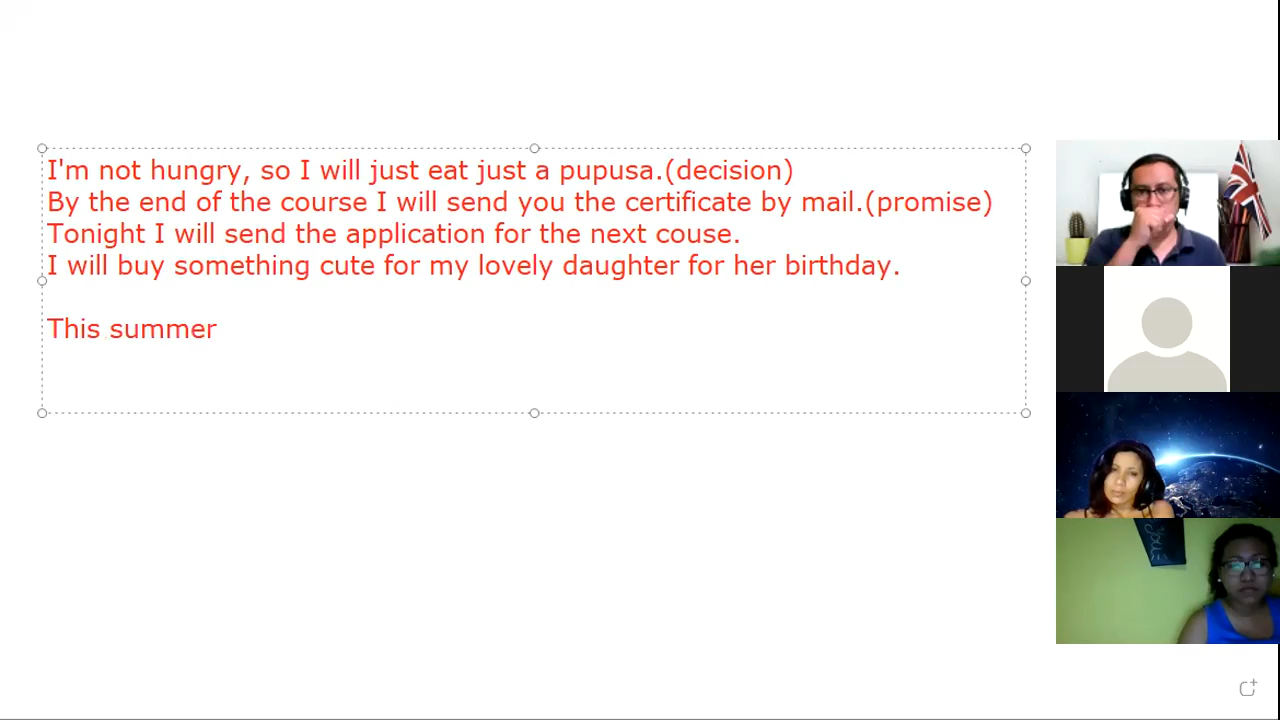 I'm not hungry, so I will just eat just a pupusa.(decision)
By the end of the course I will send you the certificate by mail.(promise)
Tonight I will send the application for the next couse.
I will buy something cute for my lovely daughter for her birthday.
This summer
you